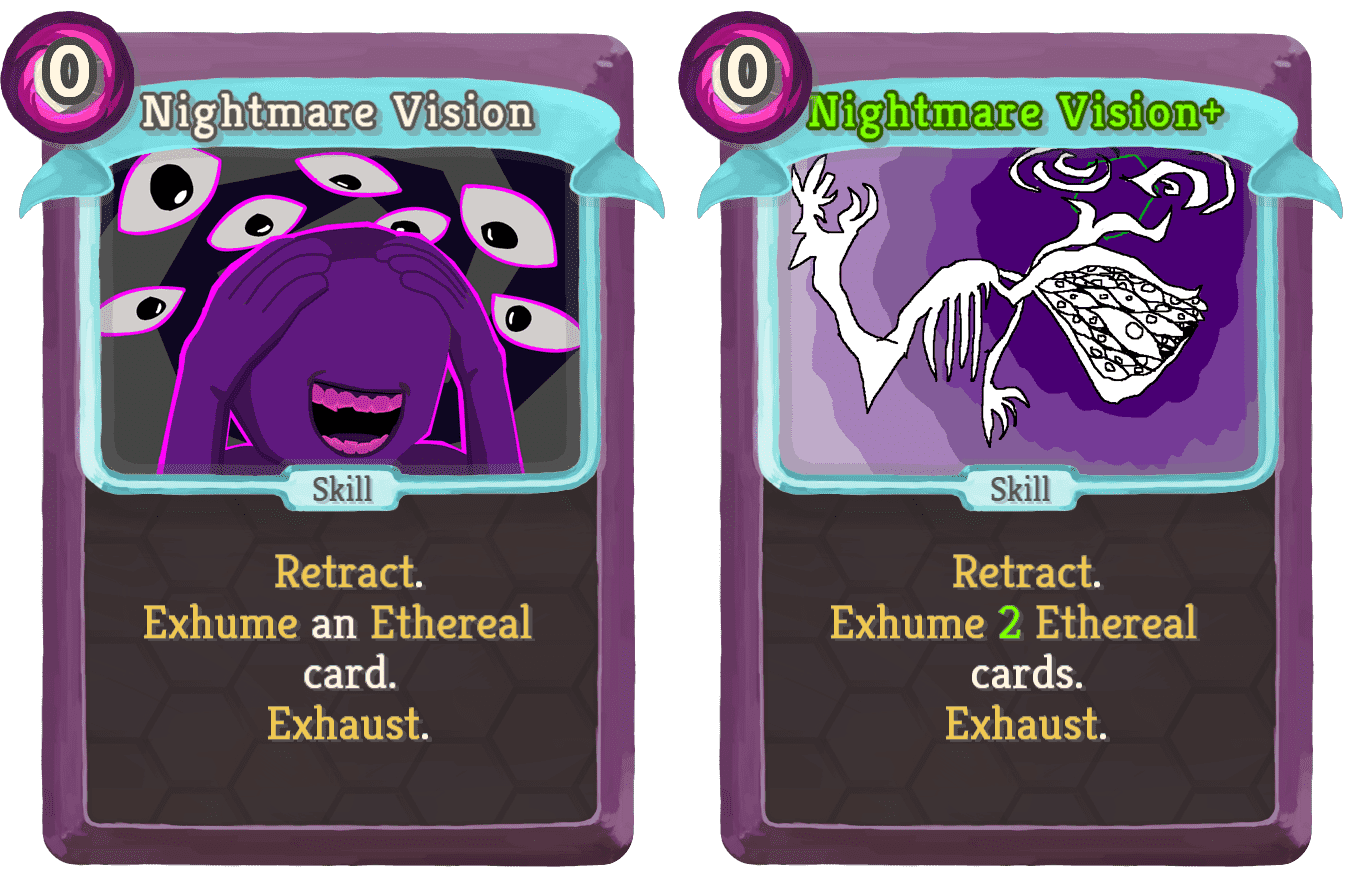 0
Nightmare Vision
Skill
Retract.
Exhume an Ethereal
card.
Exhaust.
0
Nightmare Vision+
Skill
Retract.
Exhume 2 Ethereal
cards.
Exhaust.